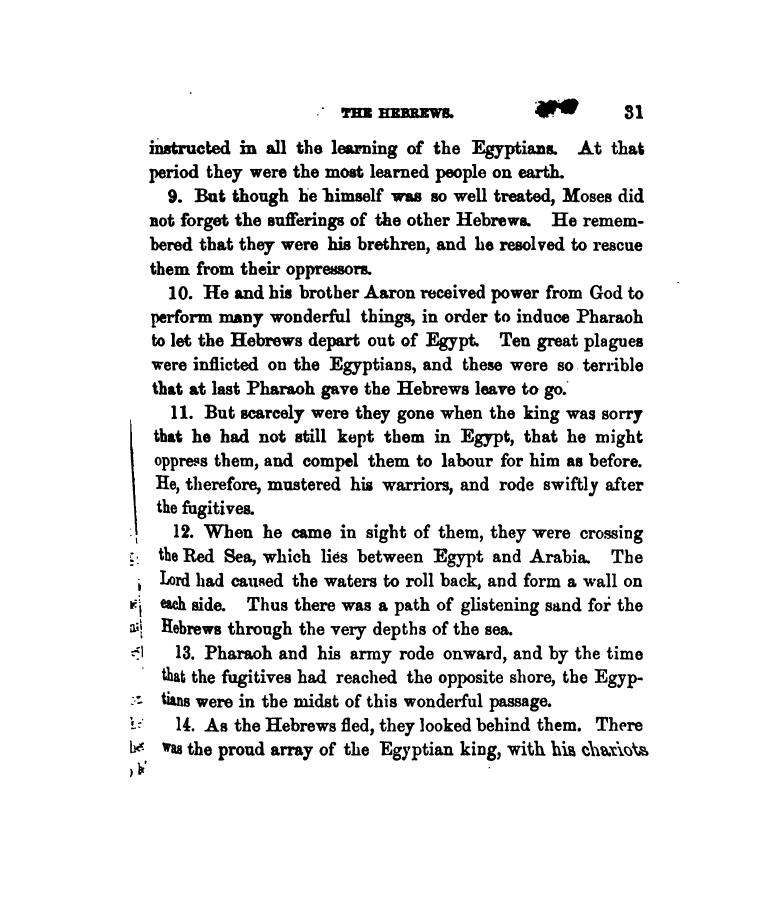 THE HEBREWS. 31
instructed in all the learning of the Egyptians. At that
period they were the most learned people on earth.
9. But though he himself was so well treated, Moses did
not forget the sufferings of the other Hebrews. He remem-
bered that they were his brethren, and he resolved to rescue
them from their oppressors.
10. He and his brother Aaron received power from God to
perform many wonderful things, in order to induce Pharaoh
to let the Hebrews depart out of Egypt. Ten great plagues
were inflicted on the Egyptians, and these were so terrible
that at last Pharaoh gave the Hebrews leave to go.
11. But scarcely were they gone when the king was sorry
that he had not still kept them in Egypt, that he might
oppress them, and compel them to labour for him as before.
He, therefore, mustered his warriors, and rode swiftly after
the fugitives.
12. When he came in sight of them, they were crossing
the Red Sea, which lies between Egypt and Arabia. The
Lord had caused the waters to roll back, and form a wall on
each side. Thus there was a path of glistening sand for the
Hebrews through the very depths of the sea.
13. Pharaoh and his army rode onward, and by the time
that the fugitives had reached the opposite shore, the Egyp-
tians were in the midst of this wonderful passage.
14. As the Hebrews fled, they looked behind them. There
was the proud array of the Egyptian king, with his chariots